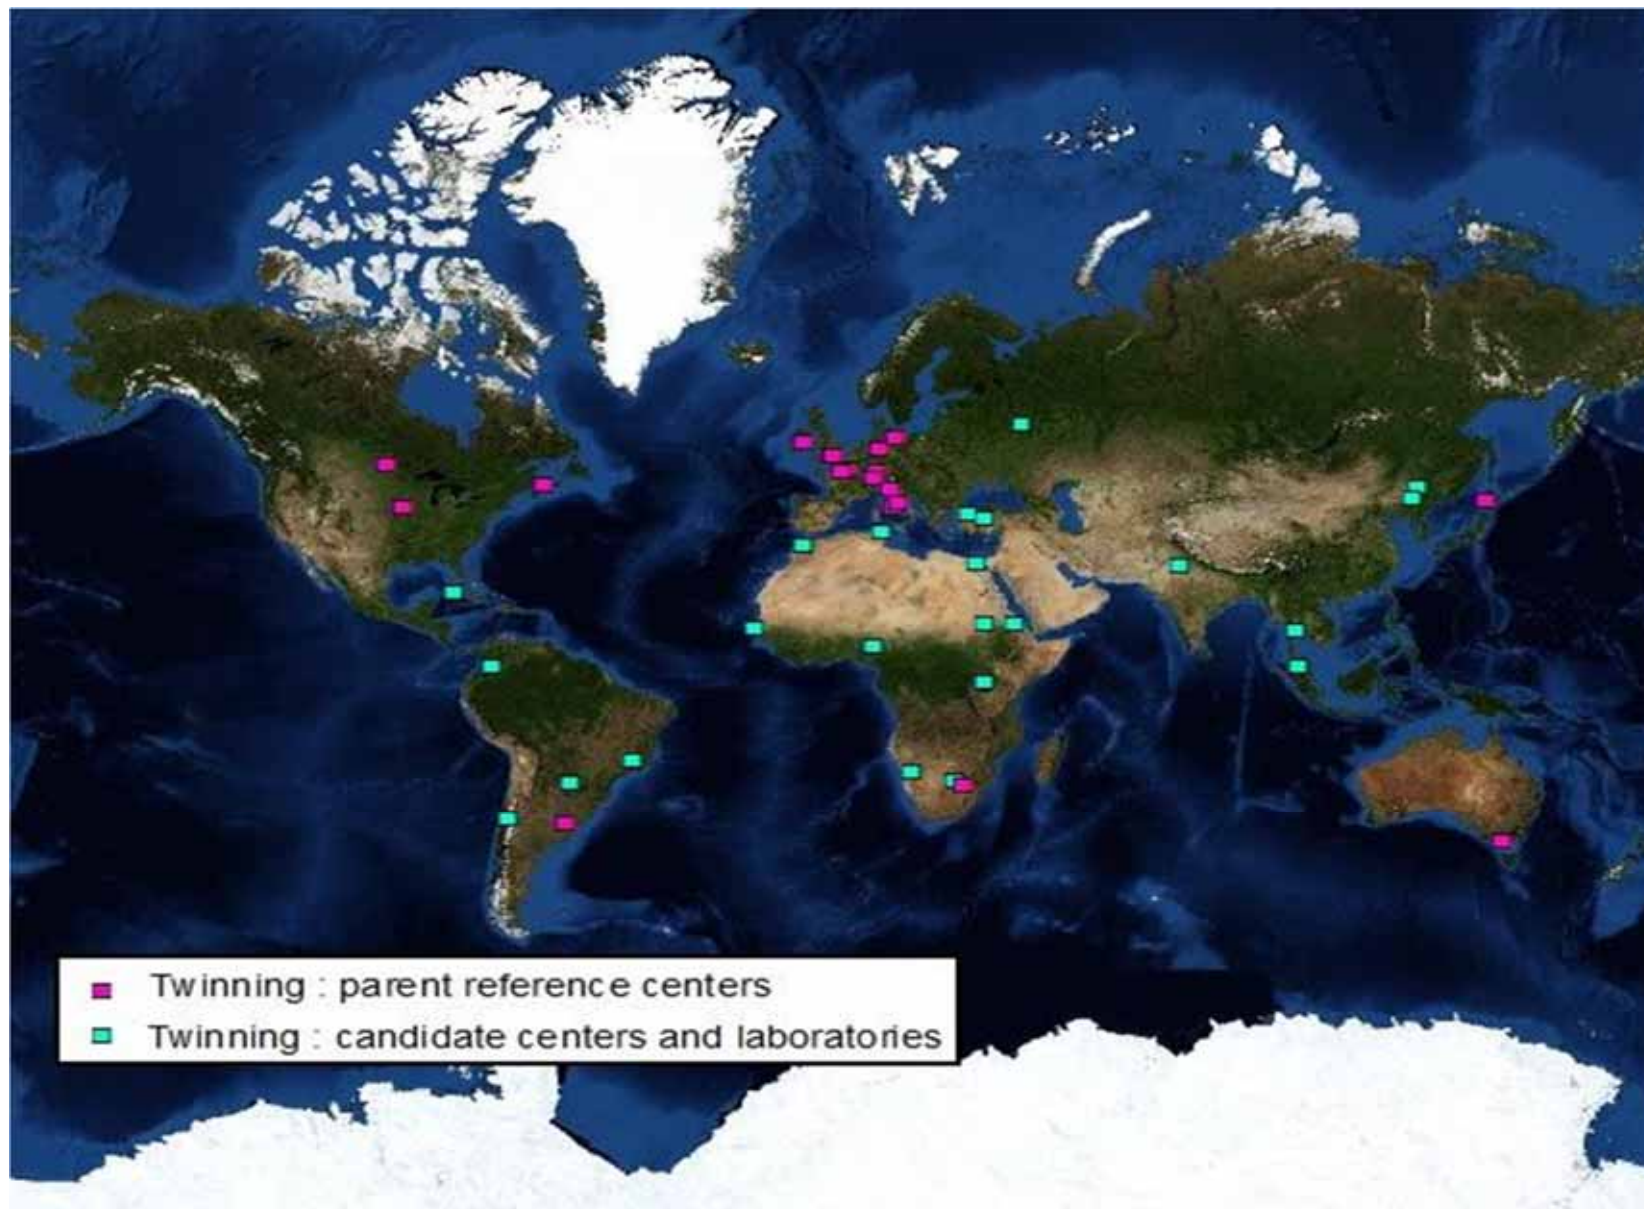 Twinning : parent reference centers
Twinning : candidate centers and laboratories